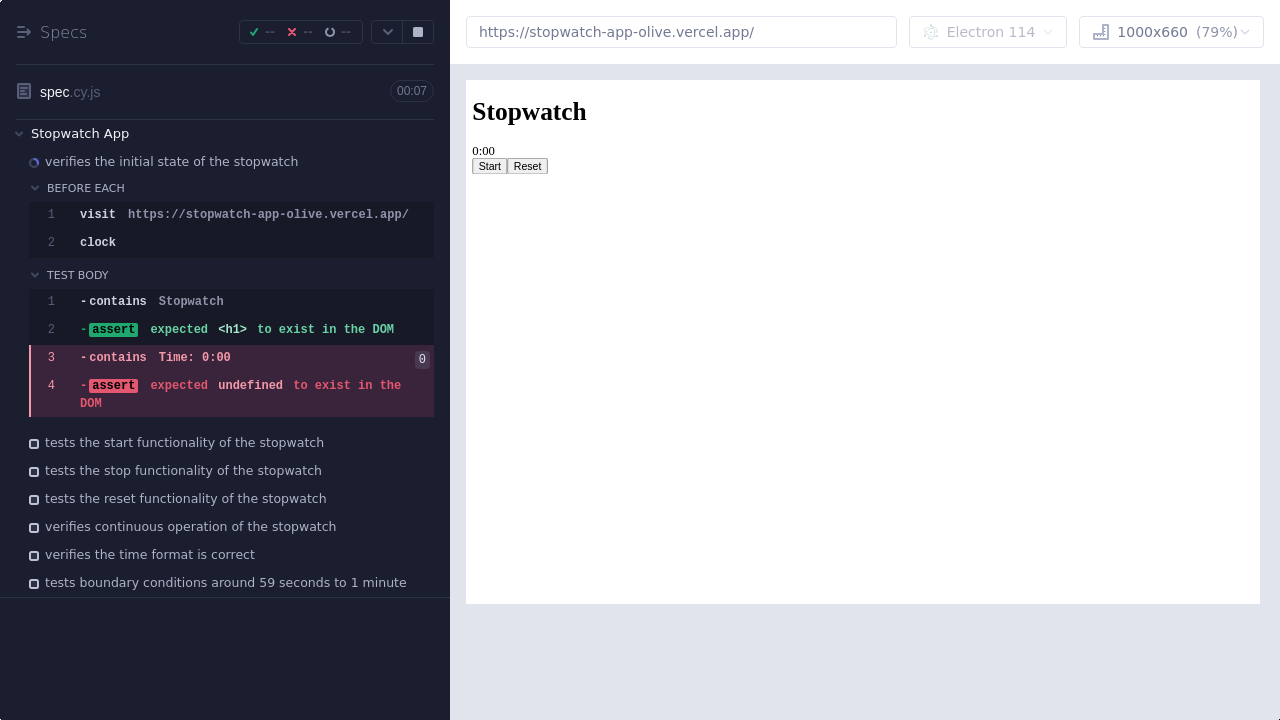 Specs
--
--
--
spec.cy.js
00:07
Stopwatch App
verifies the initial state of the stopwatch
BEFORE EACH
1 visit https://stopwatch-app-olive.vercel.app/
2 clock
TEST BODY
1 -contains Stopwatch
2 -assert expected <h1> to exist in the DOM
3 -contains Time: 0:00 0
4 -assert expected undefined to exist in the
DOM
tests the start functionality of the stopwatch
tests the stop functionality of the stopwatch
tests the reset functionality of the stopwatch
verifies continuous operation of the stopwatch
verifies the time format is correct
tests boundary conditions around 59 seconds to 1 minute
https://stopwatch-app-olive.vercel.app/
Electron 114
1000x660 (79%)
Stopwatch
0:00
Start Reset